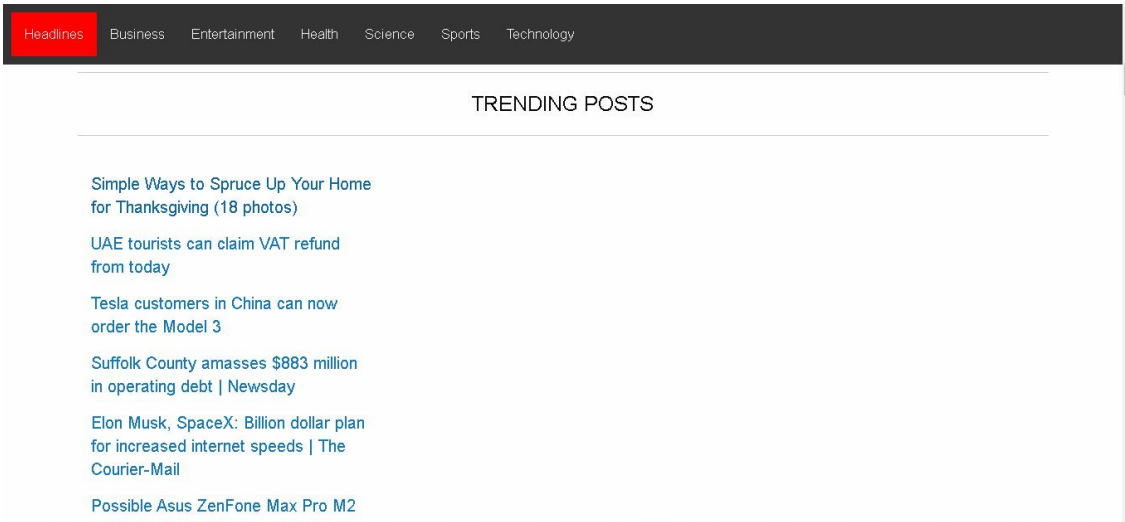 Headlines Business Entertainment Health Science Sports Technology
TRENDING POSTS
Simple Ways to Spruce Up Your Home
for Thanksgiving (18 photos)
UAE tourists can claim VAT refund
from today
Tesla customers in China can now
order the Model 3
Suffolk County amasses $883 million
in operating debt | Newsday
Elon Musk, SpaceX: Billion dollar plan
for increased internet speeds | The
Courier-Mail
Possible Asus ZenFone Max Pro M2